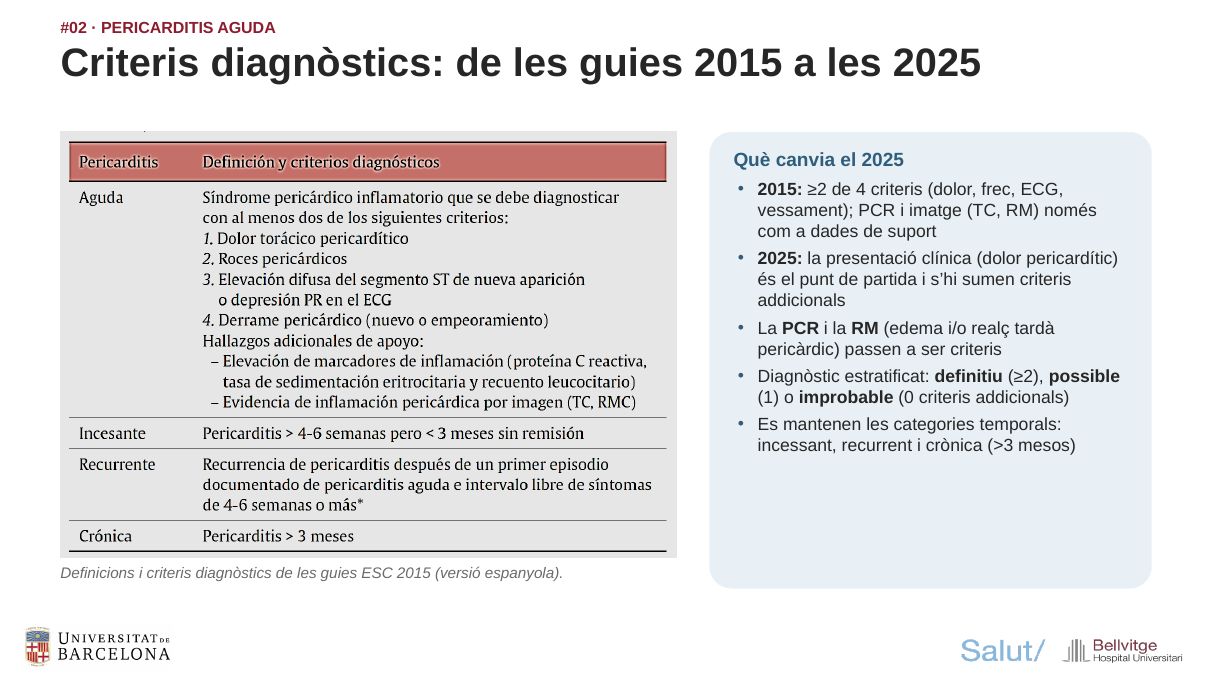 #02 · PERICARDITIS AGUDA
Criteris diagnòstics: de les guies 2015 a les 2025
Pericarditis Definición y criterios diagnósticos
Aguda Síndrome pericárdico inflamatorio que se debe diagnosticar
con al menos dos de los siguientes criterios:
1. Dolor torácico pericardítico
2. Roces pericárdicos
3. Elevación difusa del segmento ST de nueva aparición
o depresión PR en el ECG
4. Derrame pericárdico (nuevo o empeoramiento)
Hallazgos adicionales de apoyo:
– Elevación de marcadores de inflamación (proteína C reactiva,
tasa de sedimentación eritrocitaria y recuento leucocitario)
– Evidencia de inflamación pericárdica por imagen (TC, RMC)
Incesante Pericarditis > 4-6 semanas pero < 3 meses sin remisión
Recurrente Recurrencia de pericarditis después de un primer episodio
documentado de pericarditis aguda e intervalo libre de síntomas
de 4-6 semanas o más*
Crónica Pericarditis > 3 meses
Definicions i criteris diagnòstics de les guies ESC 2015 (versió espanyola).
Què canvia el 2025
• 2015: ≥2 de 4 criteris (dolor, frec, ECG,
vessament); PCR i imatge (TC, RM) només
com a dades de suport
• 2025: la presentació clínica (dolor pericardític)
és el punt de partida i s’hi sumen criteris
addicionals
• La PCR i la RM (edema i/o realç tardà
pericàrdic) passen a ser criteris
• Diagnòstic estratificat: definitiu (≥2), possible
(1) o improbable (0 criteris addicionals)
• Es mantenen les categories temporals:
incessant, recurrent i crònica (>3 mesos)
UNIVERSITAT DE
BARCELONA
Salut/
Bellvitge
Hospital Universitari